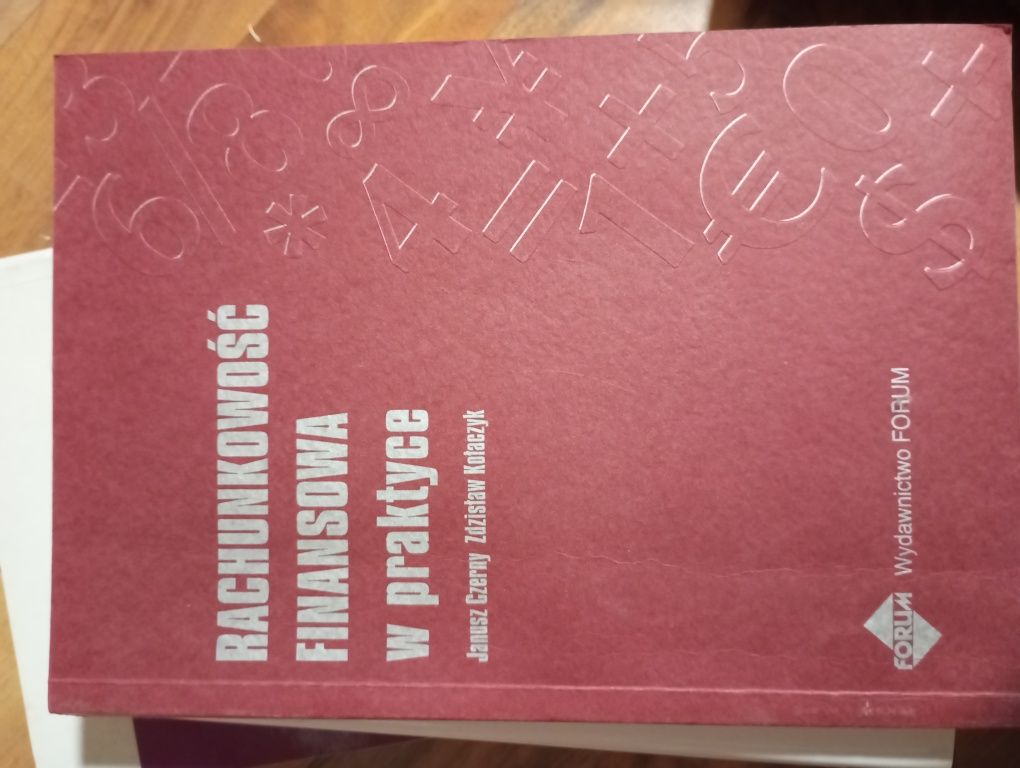 RACHUNKOWOŚĆ
FINANSOWA
w praktyce
Janusz Czerny Zdzisław Kołaczyk
FORUM Wydawnictwo FORUM